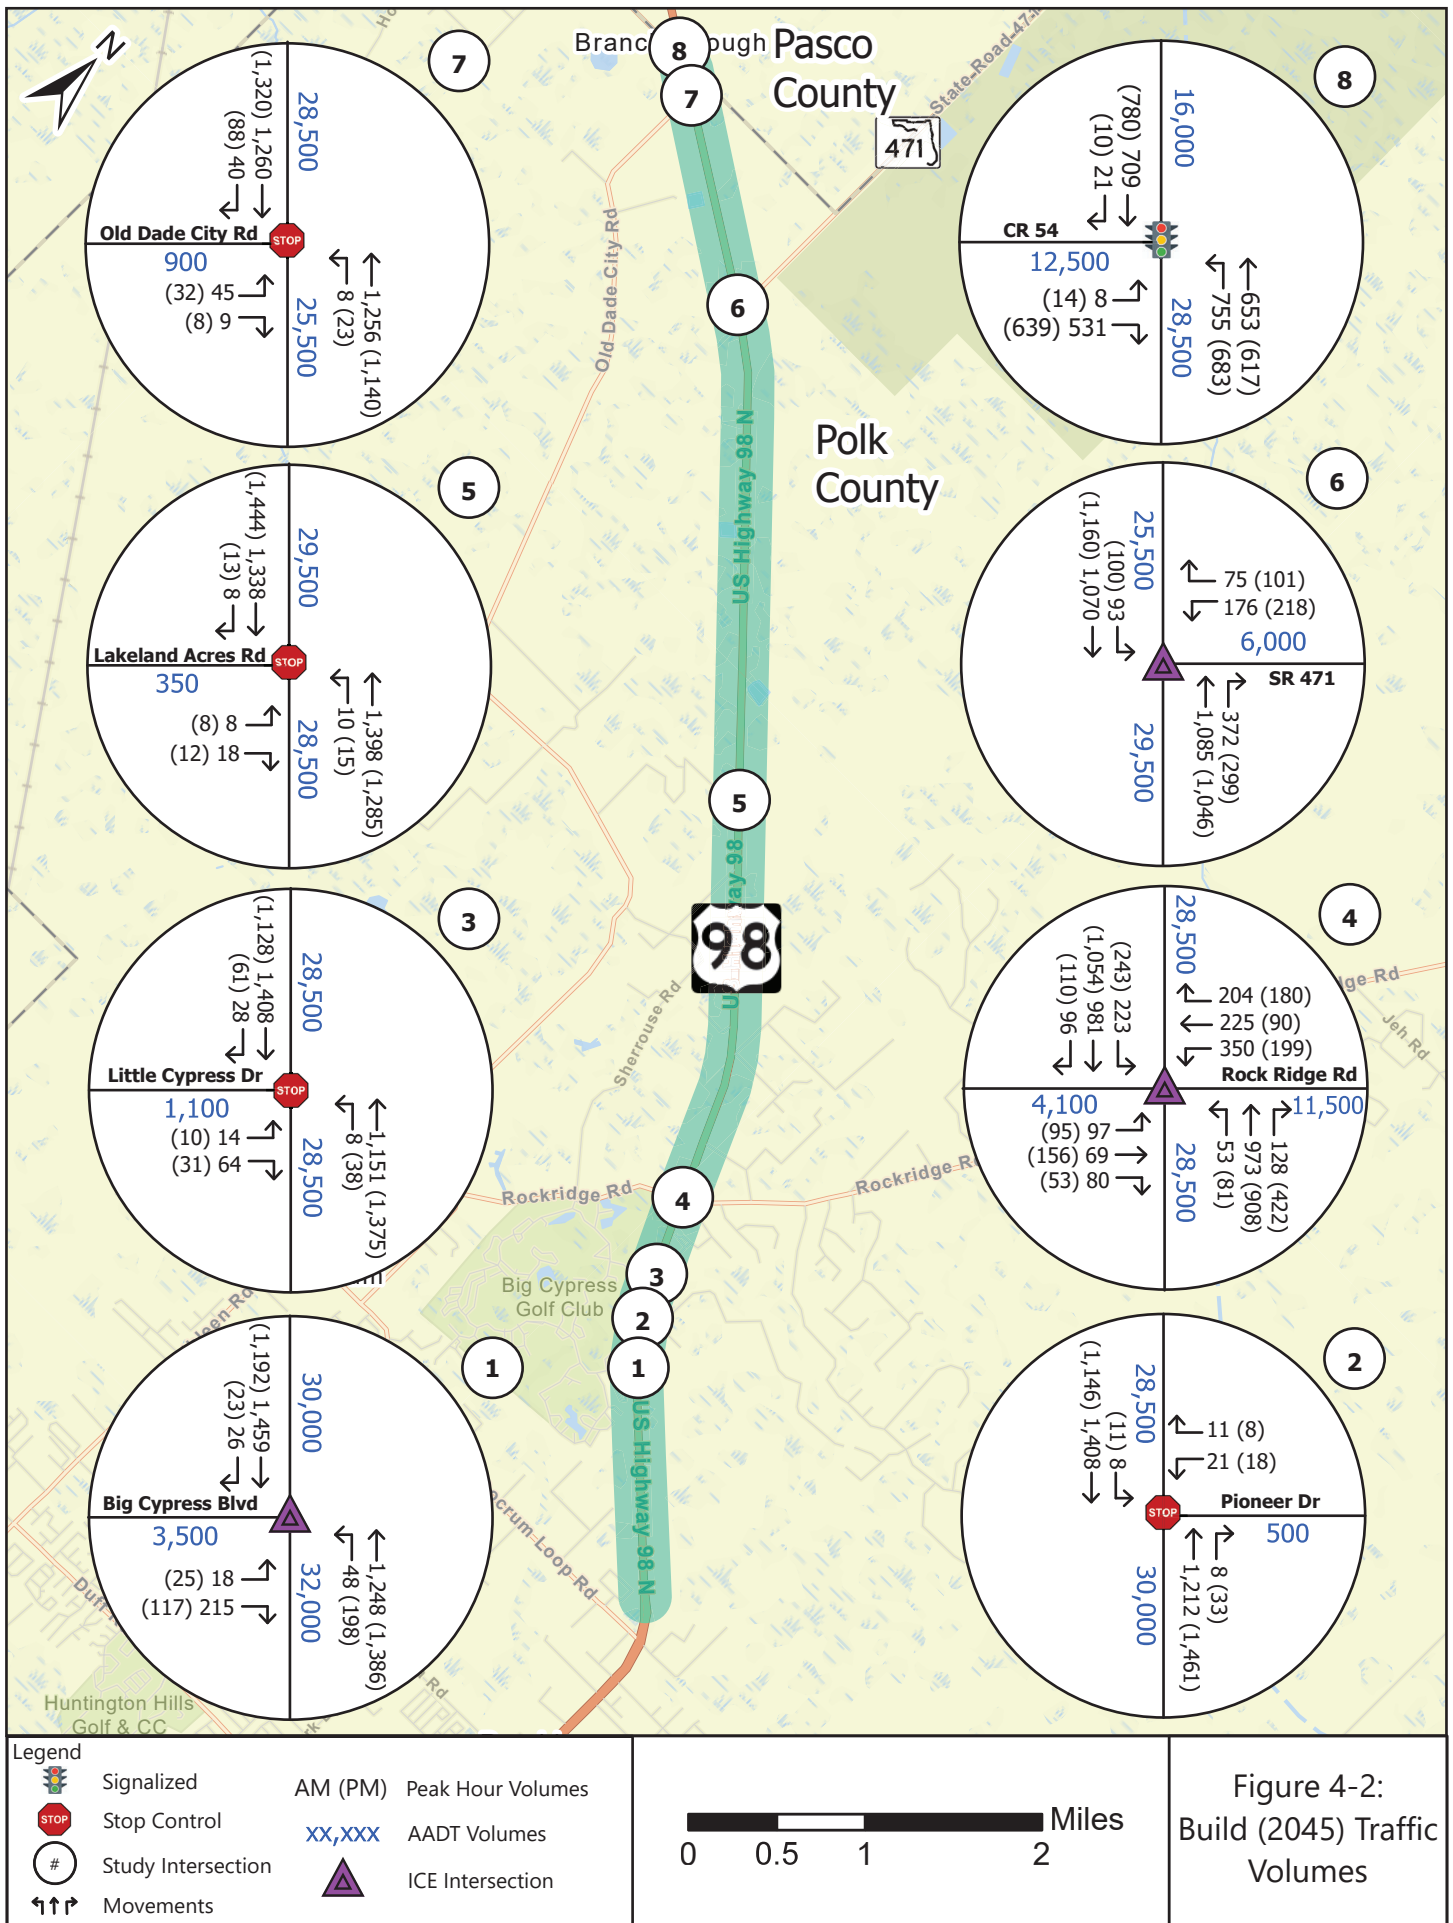 N
7
(1,320) 1,260
(88) 40
28,500
Old Dade City Rd
STOP
900
(32) 45
(8) 9
25,500
8 (23)
1,256 (1,140)
8
7
Pasco
County
State-Road-47
471
8
(780) 709
(10) 21
16,000
CR 54
12,500
(14) 8
(639) 531
28,500
755 (683)
653 (617)
Old Dade City Rd
6
US Highway 98 N
Polk
County
5
(1,444) 1,338
(13) 8
29,500
Lakeland Acres Rd
STOP
350
(8) 8
(12) 18
28,500
10 (15)
1,398 (1,285)
6
(1,160) 1,070
(100) 93
25,500
75 (101)
176 (218)
6,000
SR 471
29,500
1,085 (1,046)
372 (299)
5
98
98
Sherrouse Rd
3
(1,128) 1,408
(61) 28
28,500
Little Cypress Dr
STOP
1,100
(10) 14
(31) 64
28,500
8 (38)
1,151 (1,375)
4
(110) 96
(1,054) 981
(243) 223
28,500
204 (180)
225 (90)
350 (199)
Rock Ridge Rd
4,100
11,500
(95) 97
(156) 69
(53) 80
28,500
53 (81)
973 (908)
128 (422)
Rd
Jeh Rd
Rockridge Rd
4
Rockridge
3
2
1
Big Cypress
Golf Club
US Highway 98 N
1
(1,192) 1,459
(23) 26
30,000
Big Cypress Blvd
3,500
(25) 18
(117) 215
32,000
48 (198)
1,248 (1,386)
Loop Rd
2
(1,146) 1,408
(11) 8
28,500
11 (8)
21 (18)
STOP
Pioneer Dr
500
30,000
1,212 (1,461)
8 (33)
Rd
Huntington Hills
Golf & CC
Legend
Signalized
STOP Stop Control
# Study Intersection
Movements
AM (PM) Peak Hour Volumes
xx,xxx AADT Volumes
ICE Intersection
Miles
0 0.5 1 2
Figure 4-2:
Build (2045) Traffic
Volumes